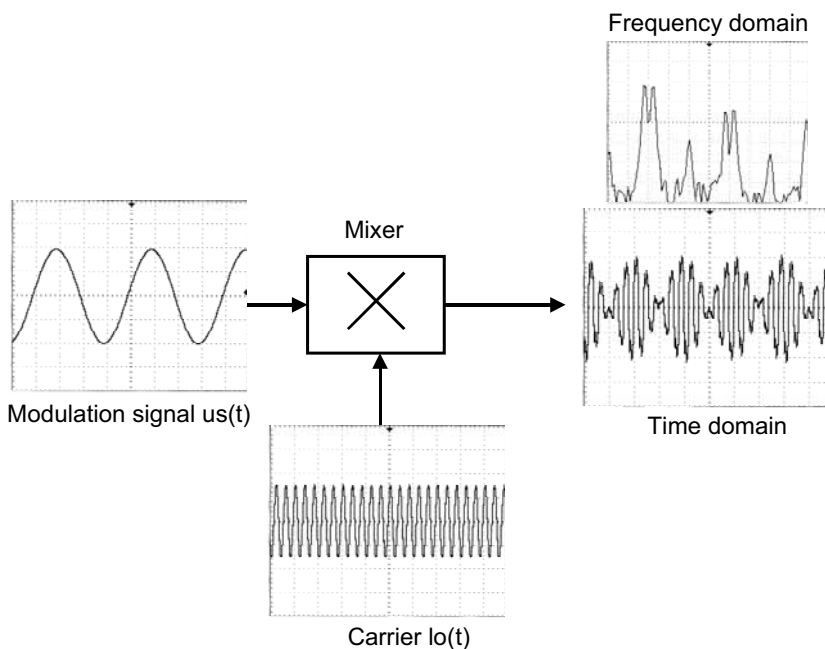 Frequency domain
Mixer
Modulation signal us(t)
Time domain
Carrier lo(t)